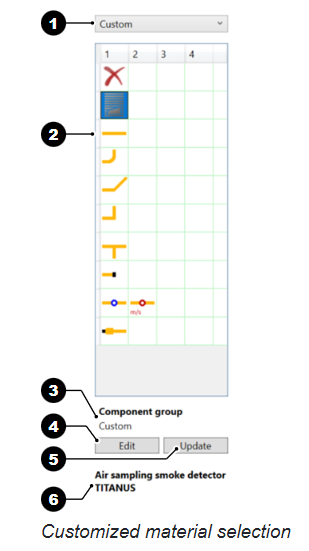 1
Custom
1 2 3 4
2
m/s
3
Component group
Custom
4
Edit Update
5
Air sampling smoke detector
6
TITANUS
Customized material selection